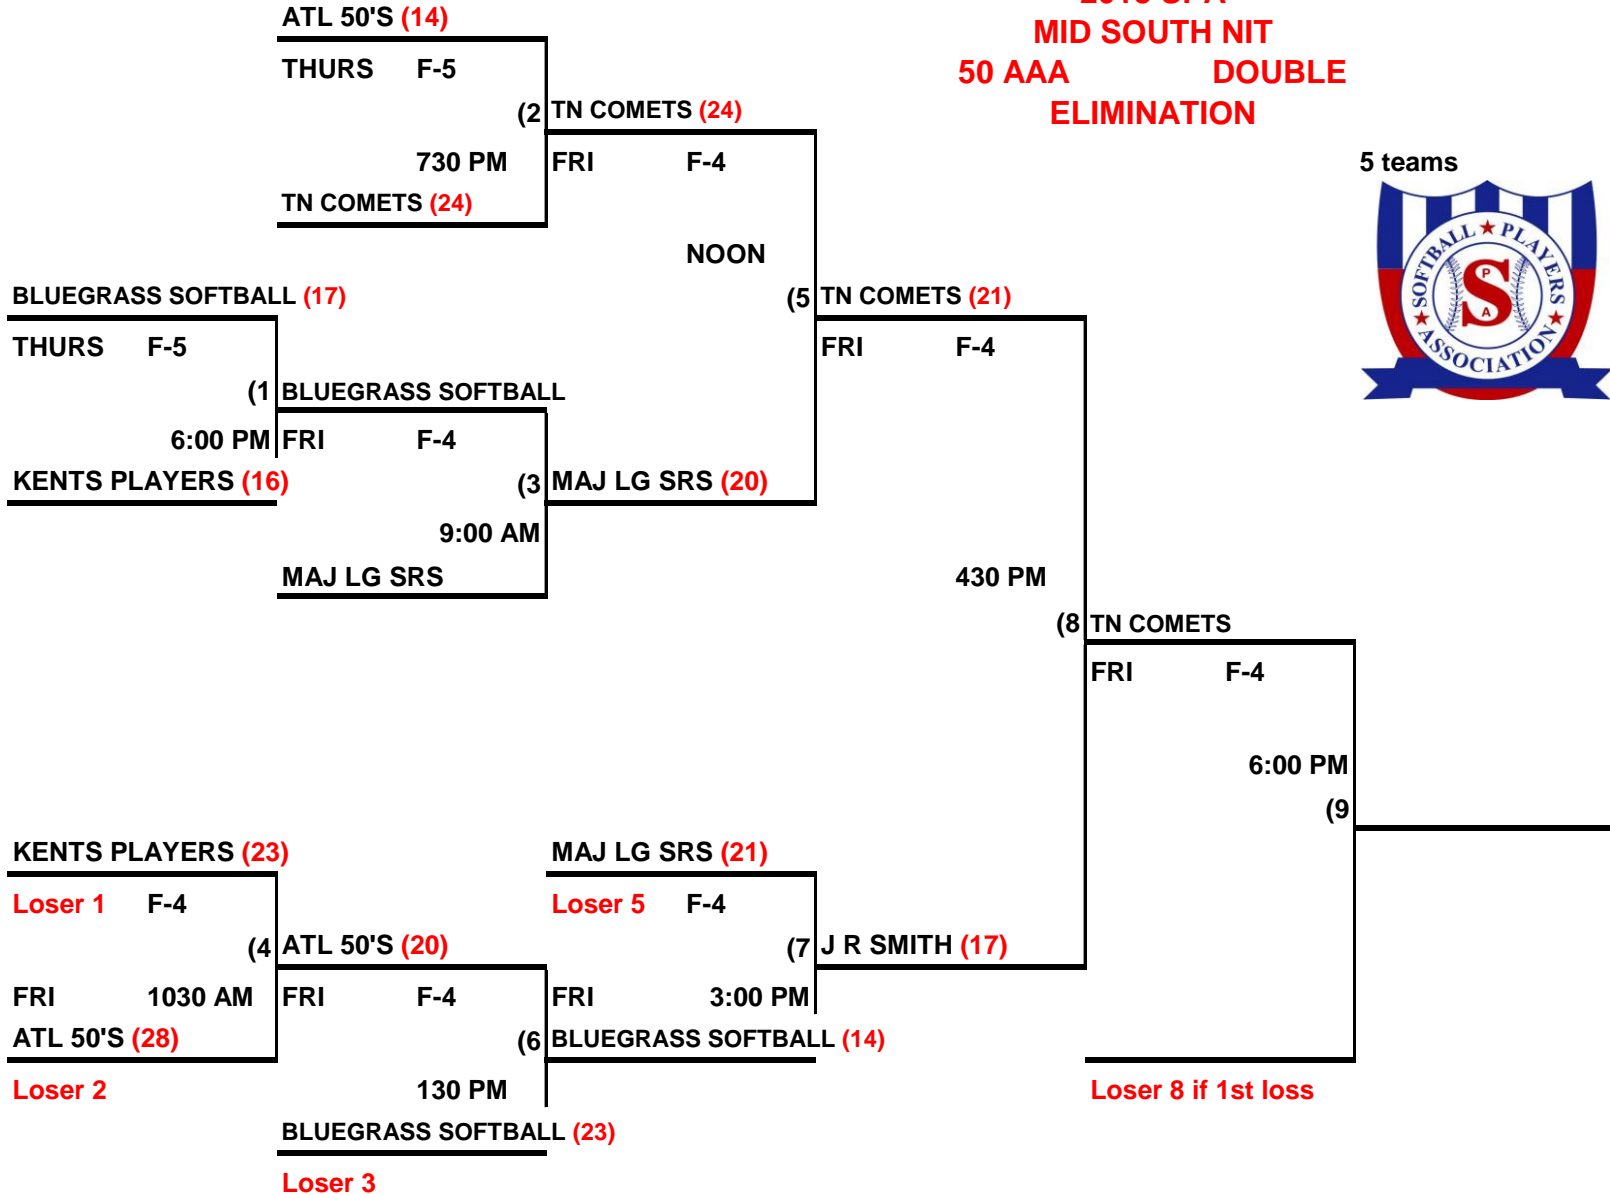 ATL 50'S (14)
MID SOUTH NIT
THURS F-5
50 AAA DOUBLE
(2 TN COMETS (24)
ELIMINATION
730 PM FRI F-4
5 teams
TN COMETS (24)
NOON
SOFTBALL ★ PLAYERS ★ ASSOCIATION ★
P
S
A
BLUEGRASS SOFTBALL (17)
(5 TN COMETS (21)
THURS F-5
FRI F-4
(1 BLUEGRASS SOFTBALL
6:00 PM FRI F-4
KENTS PLAYERS (16)
(3 MAJ LG SRS (20)
9:00 AM
MAJ LG SRS
430 PM
(8 TN COMETS
FRI F-4
6:00 PM
(9
KENTS PLAYERS (23)
MAJ LG SRS (21)
Loser 1 F-4
Loser 5 F-4
(4 ATL 50'S (20)
(7 J R SMITH (17)
FRI 1030 AM FRI F-4 FRI 3:00 PM
ATL 50'S (28)
(6 BLUEGRASS SOFTBALL (14)
Loser 2
130 PM
Loser 8 if 1st loss
BLUEGRASS SOFTBALL (23)
Loser 3